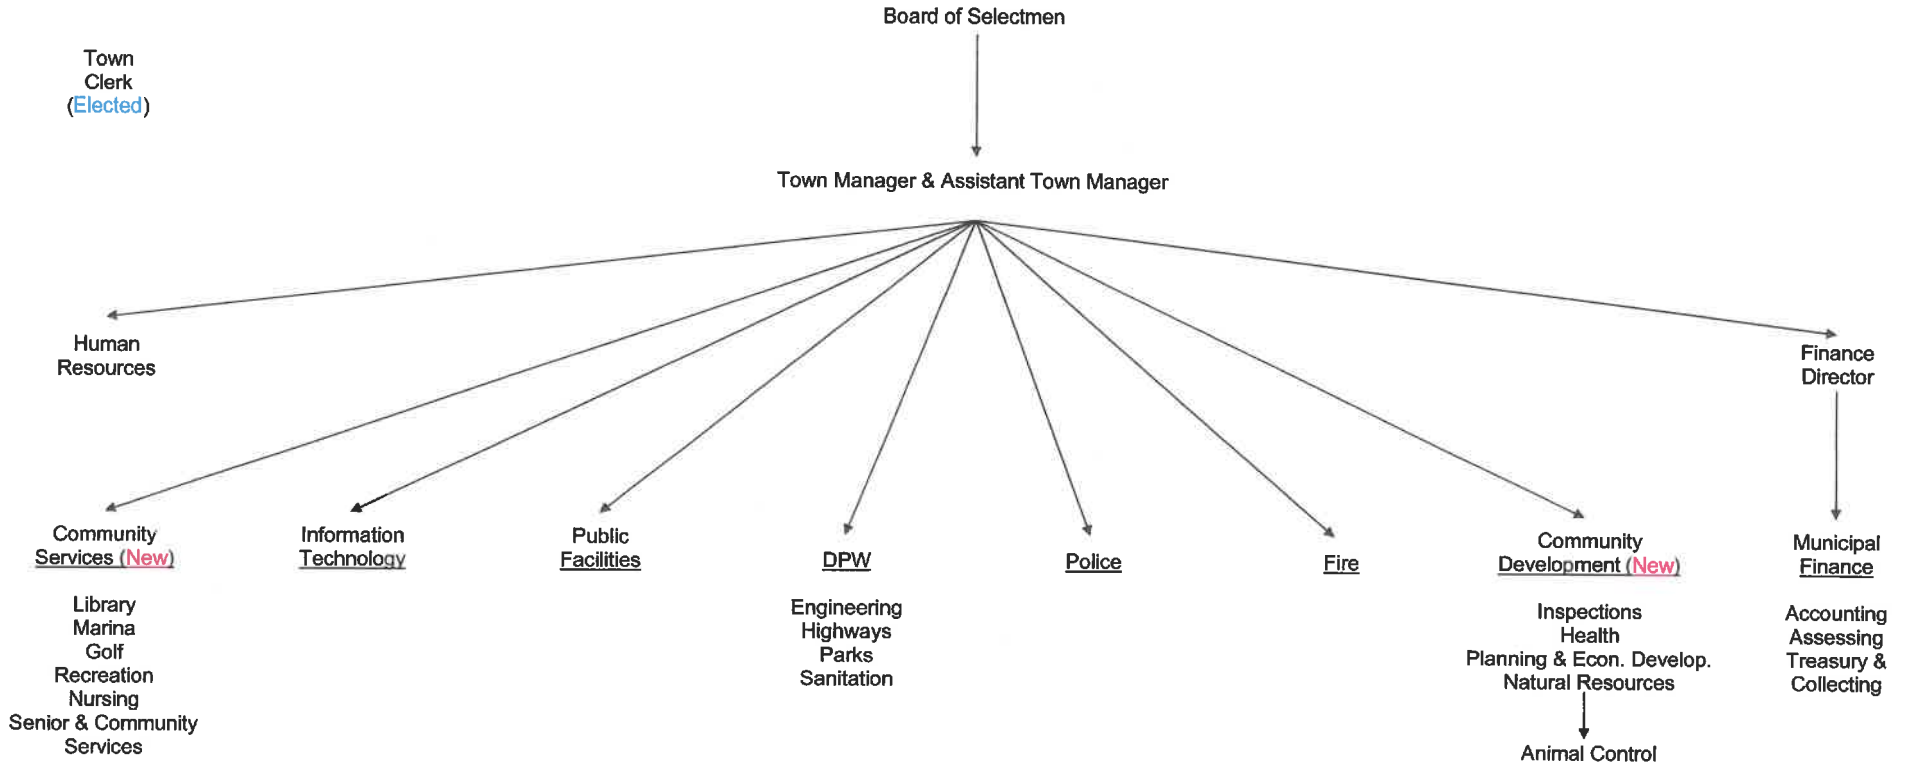 Board of Selectmen
Town
Clerk
(Elected)
Town Manager & Assistant Town Manager
Human
Resources
Finance
Director
Community
Services (New)
Library
Marina
Golf
Recreation
Nursing
Senior & Community
Services
Information
Technology
Public
Facilities
DPW
Engineering
Highways
Parks
Sanitation
Police
Fire
Community
Development (New)
Inspections
Health
Planning & Econ. Develop.
Natural Resources
Animal Control
Municipal
Finance
Accounting
Assessing
Treasury &
Collecting